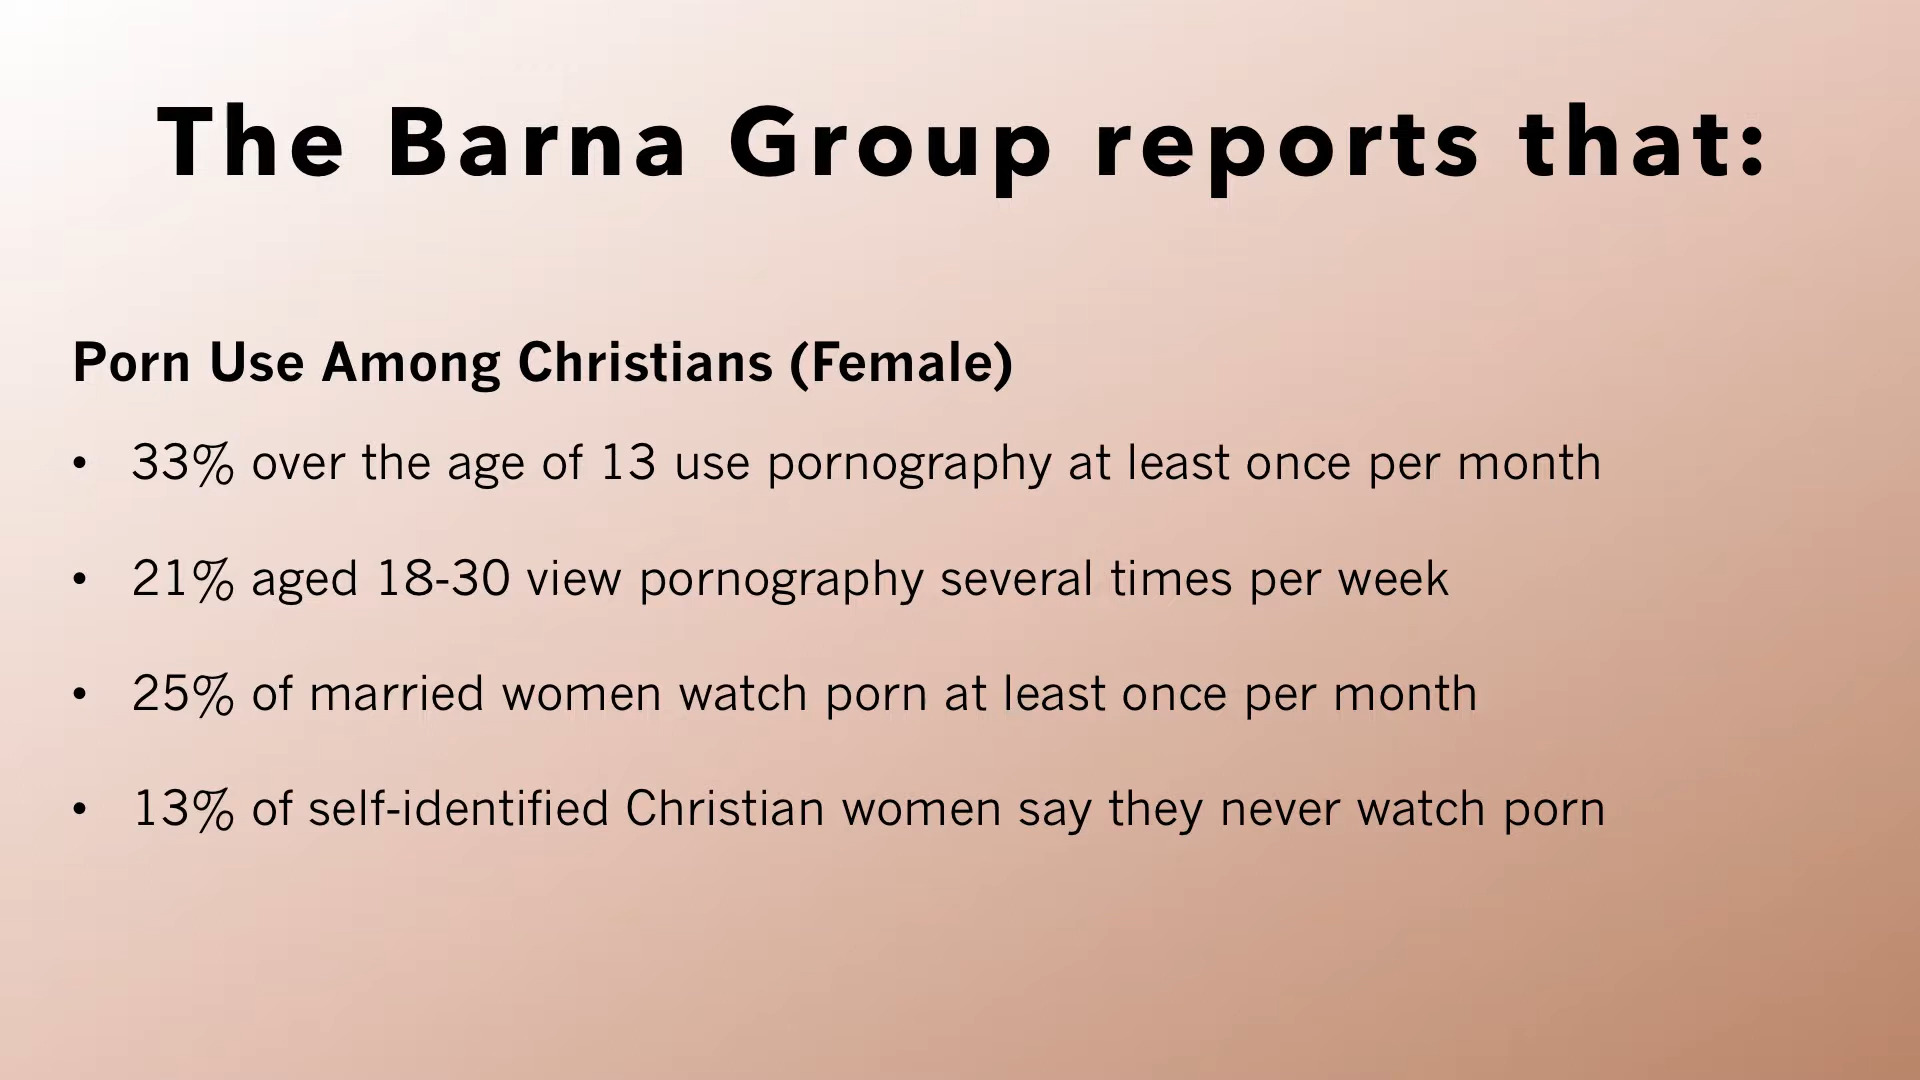 The Barna Group reports that:
Porn Use Among Christians (Female)
• 33% over the age of 13 use pornography at least once per month
• 21% aged 18-30 view pornography several times per week
• 25% of married women watch porn at least once per month
• 13% of self-identified Christian women say they never watch porn